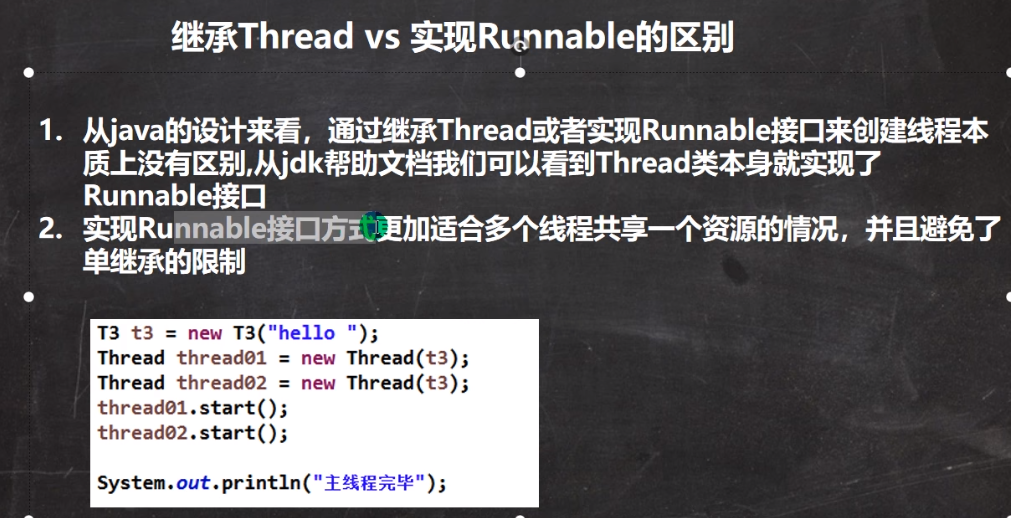 继承Thread vs 实现Runnable的区别
1. 从java的设计来看，通过继承Thread或者实现Runnable接口来创建线程本
质上没有区别,从jdk帮助文档我们可以看到Thread类本身就实现了
Runnable接口
2. 实现Runnable接口方式更加适合多个线程共享一个资源的情况，并且避免了
单继承的限制
T3 t3 = new T3("hello ");
Thread thread01 = new Thread(t3);
Thread thread02 = new Thread(t3);
thread01.start();
thread02.start();
System.out.println("主线程完毕");